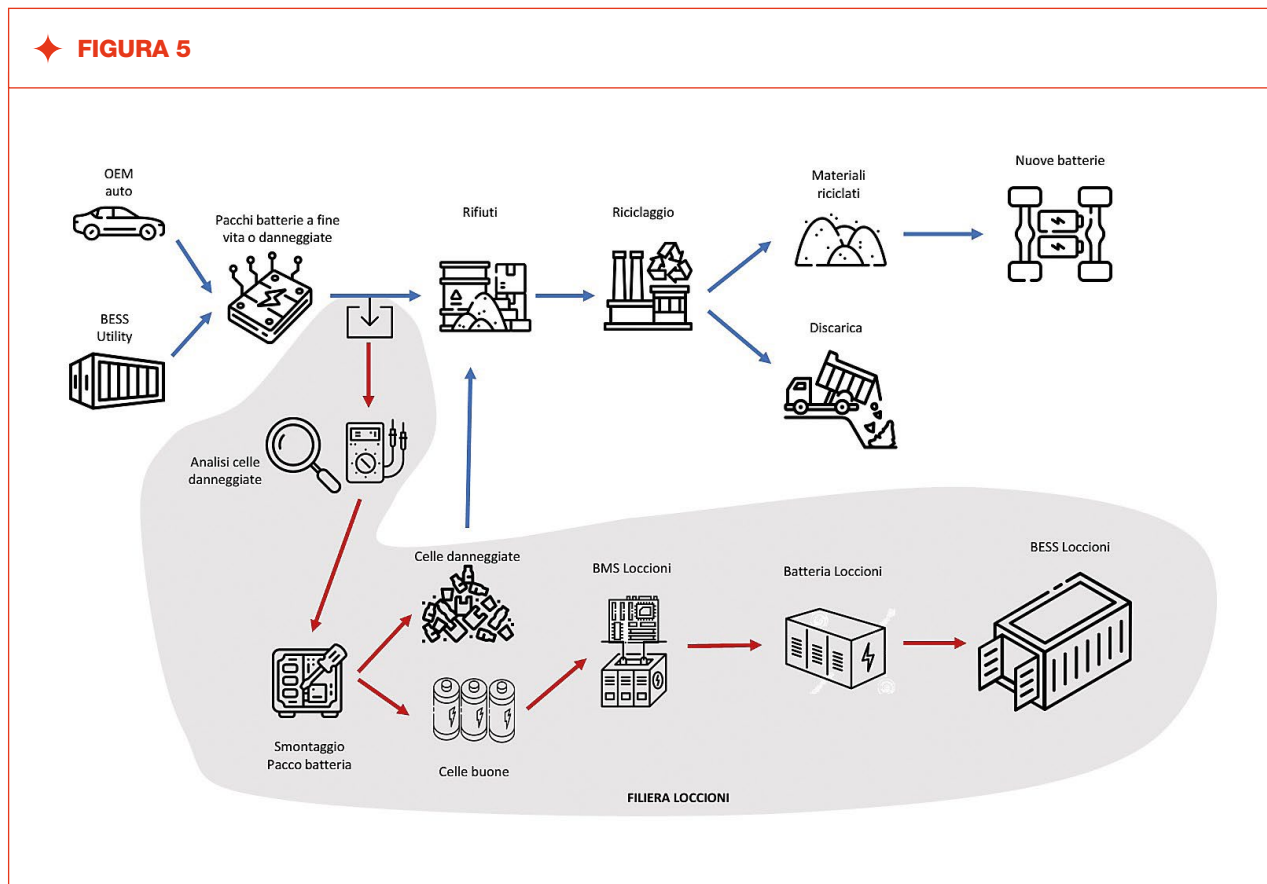 FIGURA 5
OEM
auto
Pacchi batterie a fine
vita o danneggiate
Rifiuti
Riciclaggio
Materiali
riciclati
Nuove batterie
BESS
Utility
Discarica
Analisi celle
danneggiate
Celle danneggiate
BMS Loccioni
Batteria Loccioni
BESS Loccioni
Smontaggio
Pacco batteria
Celle buone
FILIERA LOCCIONI